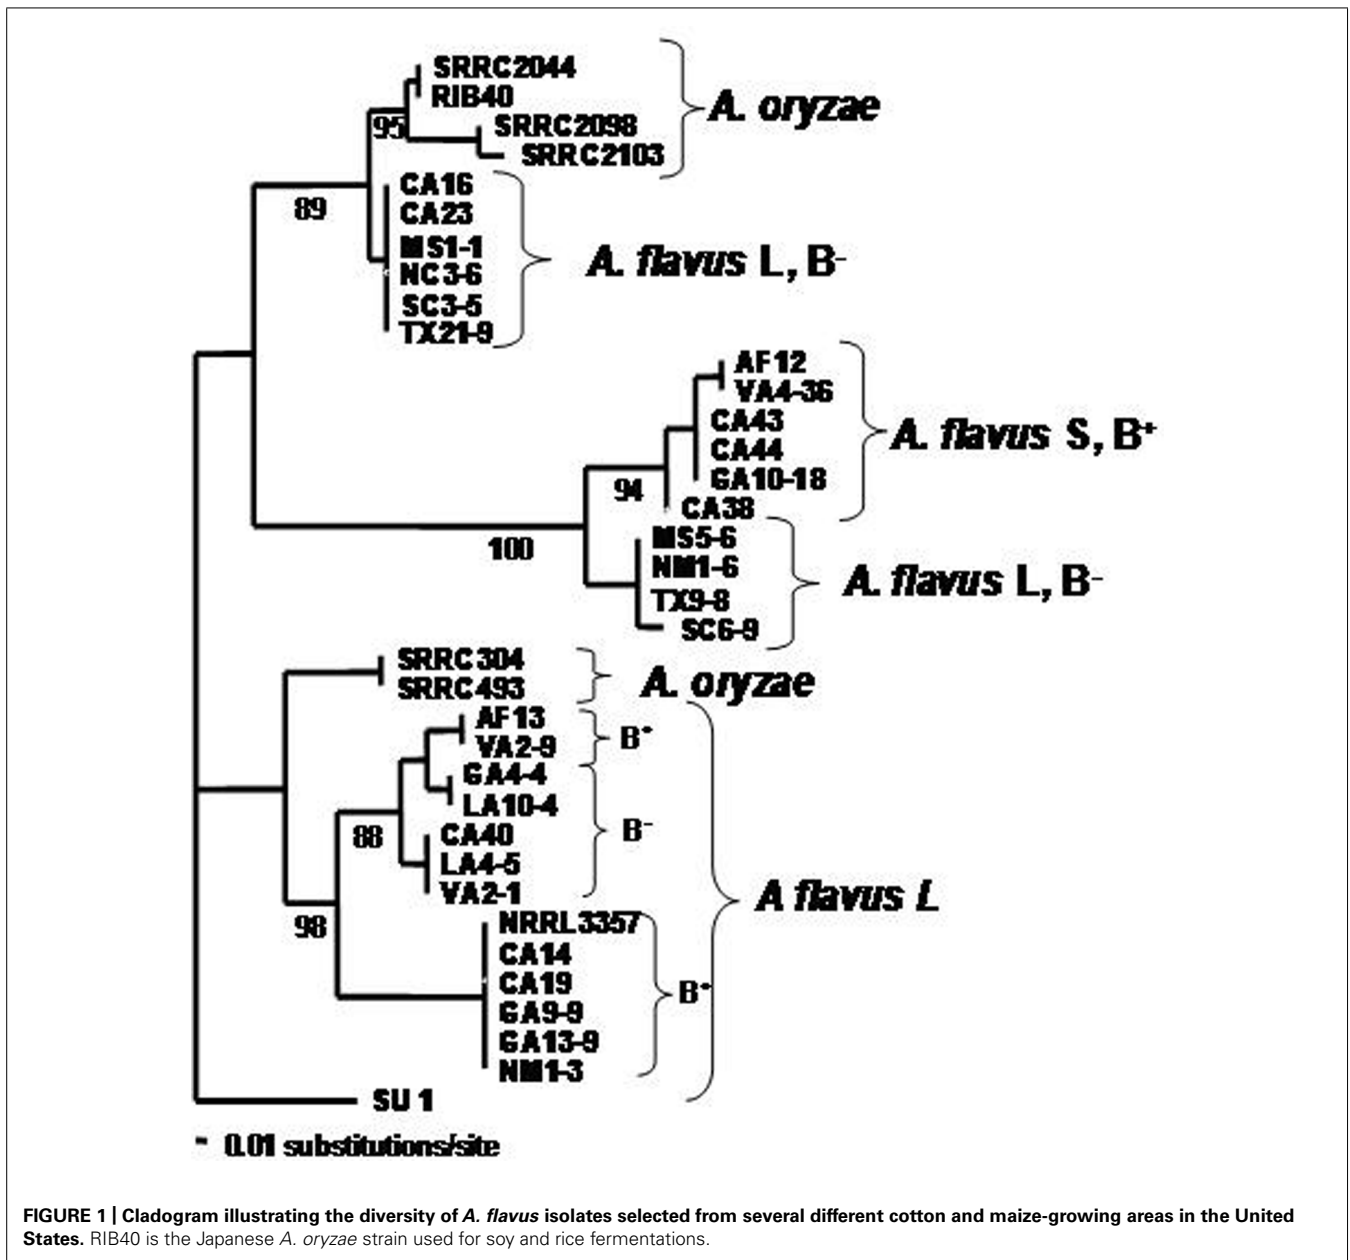 SRRC2044
RIB40
SRRC2098
SRRC2103
A. oryzae
95
CA16
CA23
MS1-1
NC3-6
SC3-5
TX21-9
A. flavus L, B-
89
AF12
VA4-36
CA43
CA44
GA10-18
CA38
A. flavus S, B+
94
MS5-6
NM1-6
TX9-8
SC6-9
A. flavus L, B-
100
SRRC304
SRRC493
A. oryzae
AF13
VA2-9
B+
GA4-4
LA10-4
CA40
LA4-5
VA2-1
B-
88
A flavus L
98
NRRL3357
CA14
CA19
GA9-9
GA13-9
NM1-3
B+
SU 1
0.01 substitutions/site
FIGURE 1 | Cladogram illustrating the diversity of A. flavus isolates selected from several different cotton and maize-growing areas in the United
States. RIB40 is the Japanese A. oryzae strain used for soy and rice fermentations.